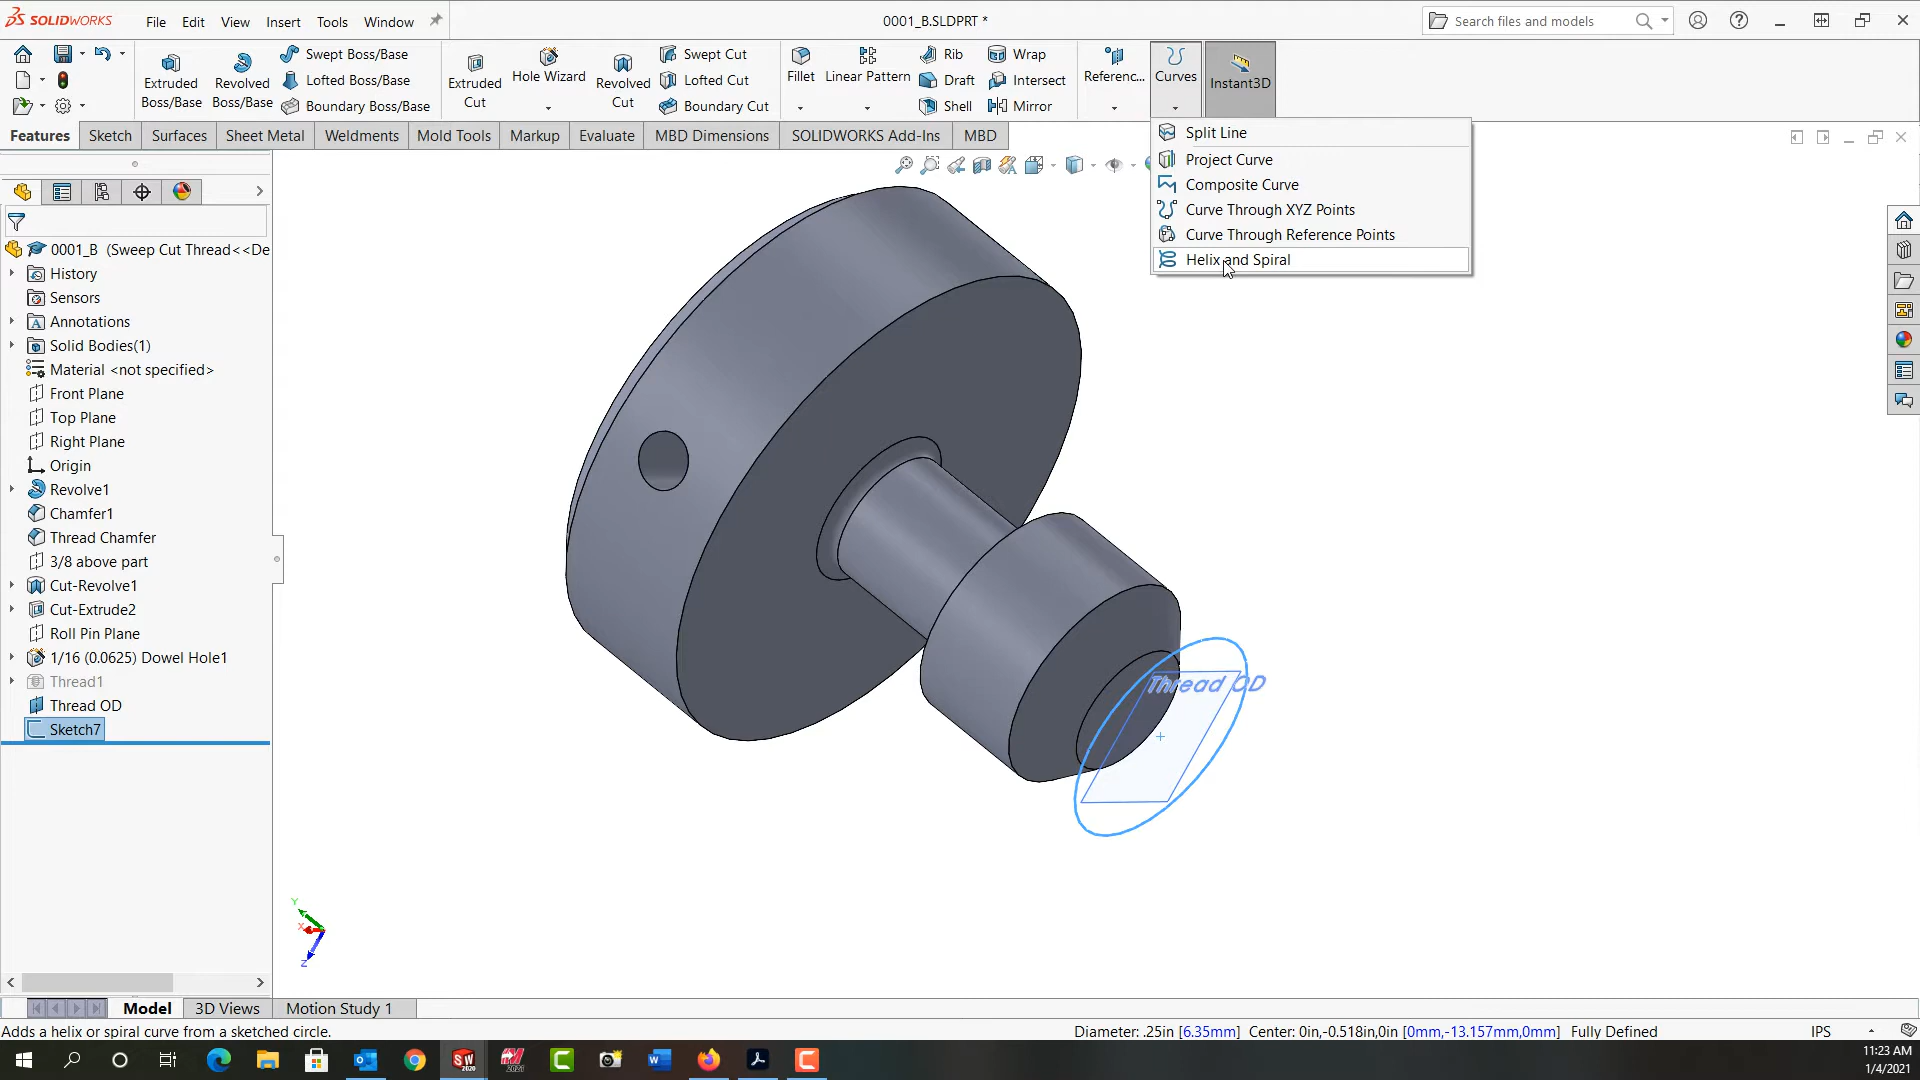 SOLIDWORKS File Edit View Insert Tools Window 0001_B.SLDPRT * Search files and models
Extruded Boss/Base
Revolved Boss/Base
Swept Boss/Base
Lofted Boss/Base
Boundary Boss/Base
Extruded Cut
Hole Wizard
Revolved Cut
Swept Cut
Lofted Cut
Boundary Cut
Fillet
Linear Pattern
Rib
Draft
Shell
Wrap
Intersect
Mirror
Referenc...
Curves
Instant3D
Features Sketch Surfaces Sheet Metal Weldments Mold Tools Markup Evaluate MBD Dimensions SOLIDWORKS Add-Ins MBD
Split Line
Project Curve
Composite Curve
Curve Through XYZ Points
Curve Through Reference Points
Helix and Spiral
0001_B (Sweep Cut Thread<<De
History
Sensors
Annotations
Solid Bodies(1)
Material <not specified>
Front Plane
Top Plane
Right Plane
Origin
Revolve1
Chamfer1
Thread Chamfer
3/8 above part
Cut-Revolve1
Cut-Extrude2
Roll Pin Plane
1/16 (0.0625) Dowel Hole1
Thread1
Thread OD
Sketch7
Thread OD
Y
X
Z
Model 3D Views Motion Study 1
Adds a helix or spiral curve from a sketched circle. Diameter: .25in [6.35mm] Center: 0in,-0.518in,0in [0mm,-13.157mm,0mm] Fully Defined IPS
SW
2020
2021
11:23 AM
1/4/2021